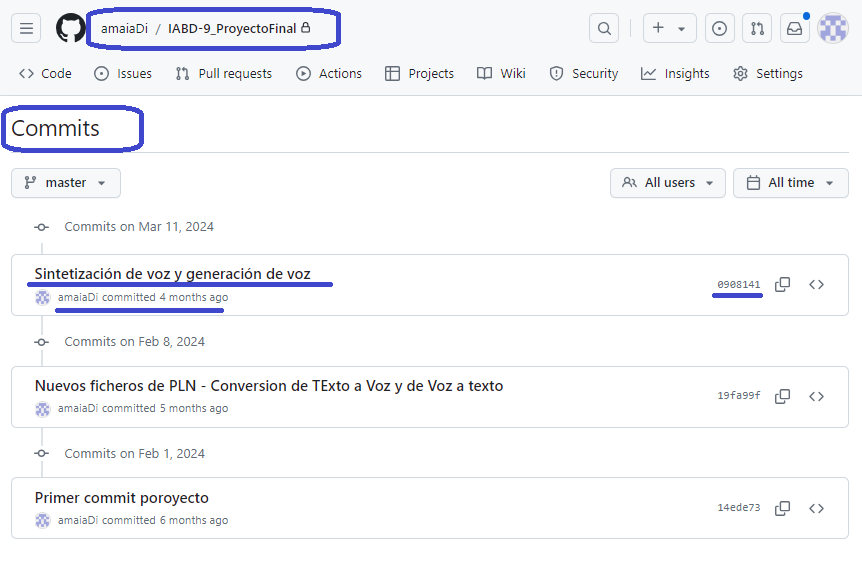 amaiaDi / IABD-9_ProyectoFinal
Code Issues Pull requests Actions Projects Wiki Security Insights Settings
Commits
master All users All time
Commits on Mar 11, 2024
Sintetización de voz y generación de voz
amaiaDi committed 4 months ago
0908141
Commits on Feb 8, 2024
Nuevos ficheros de PLN - Conversion de TExto a Voz y de Voz a texto
amaiaDi committed 5 months ago
19fa99f
Commits on Feb 1, 2024
Primer commit poroyecto
amaiaDi committed 6 months ago
14ede73